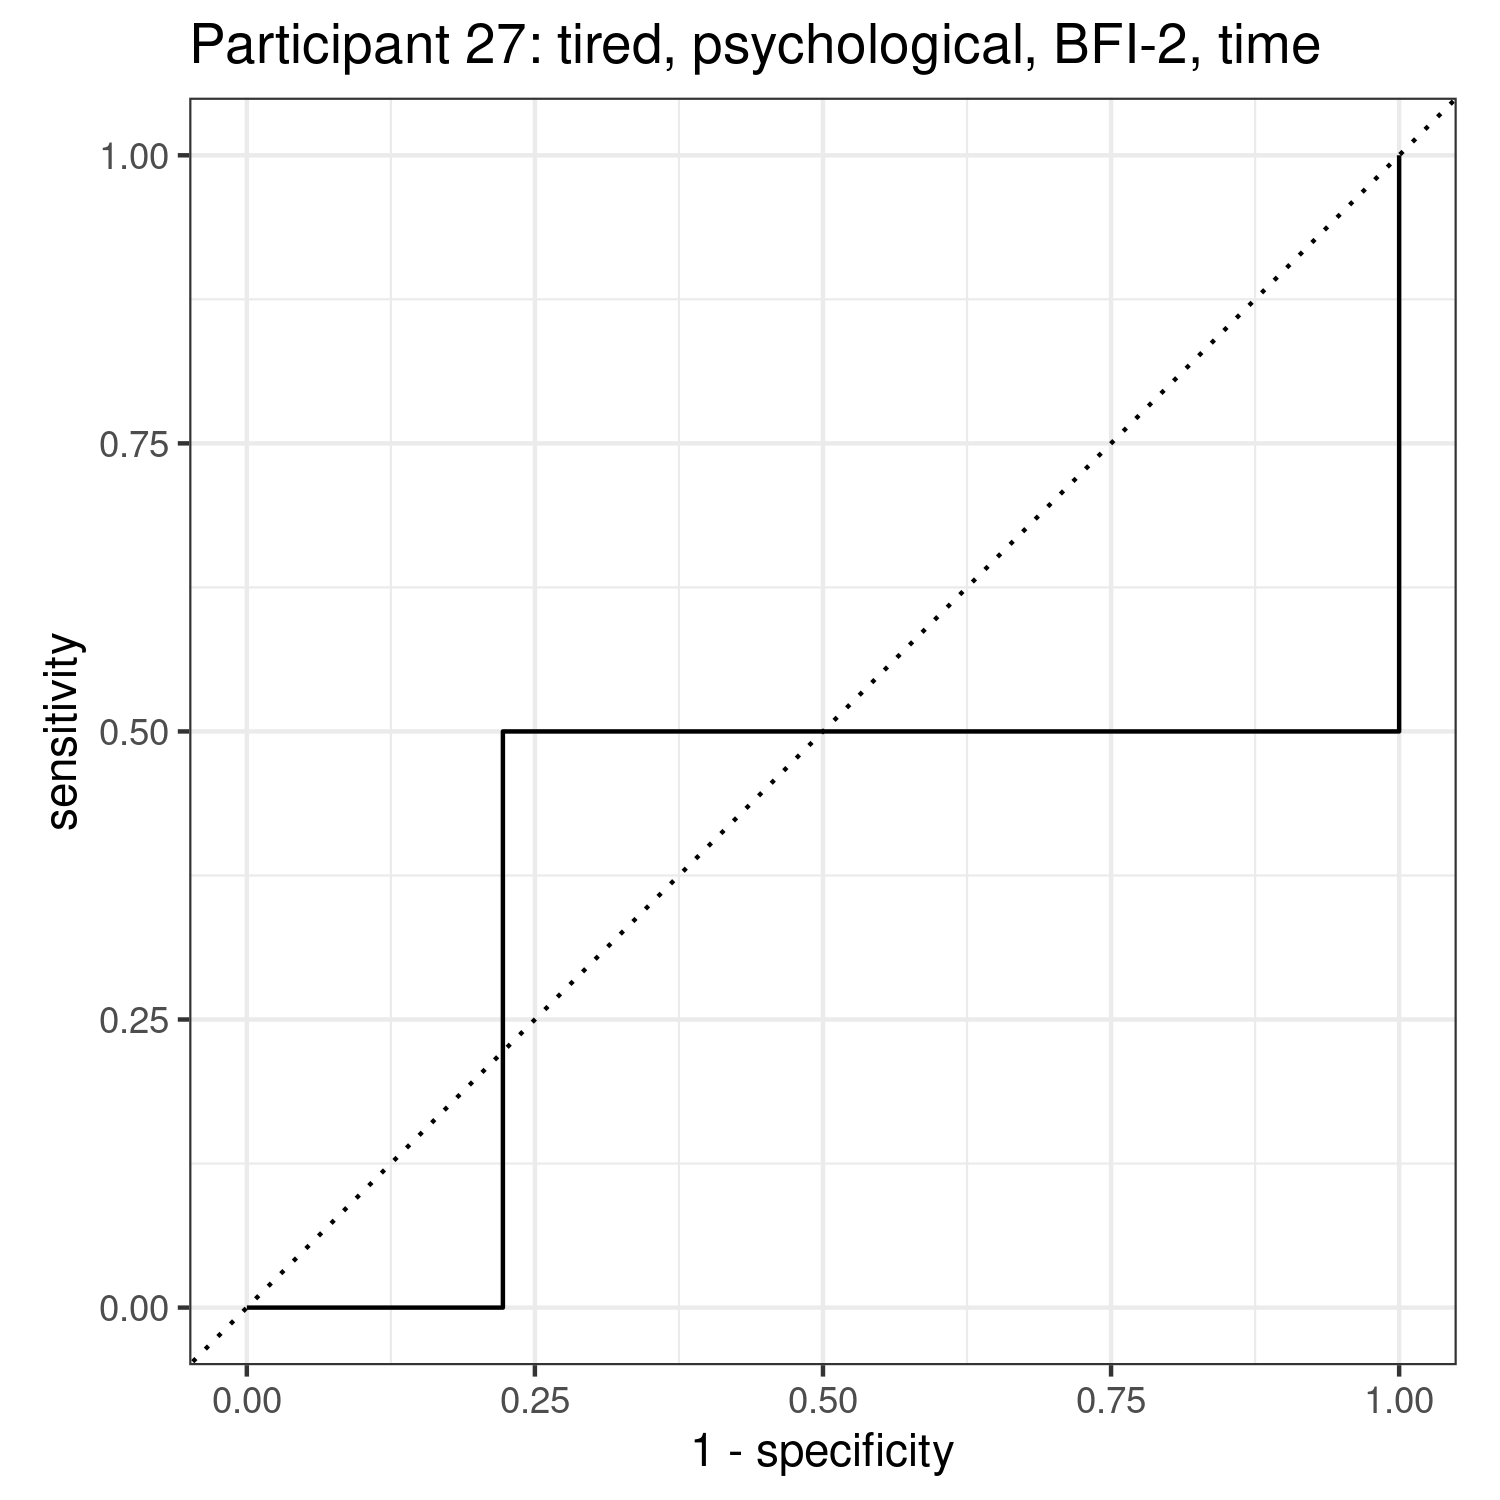 Participant 27: tired, psychological, BFI-2, time
1.00
0.75
0.50
0.25
0.00
sensitivity
0.00 0.25 0.50 0.75 1.00
1 - specificity